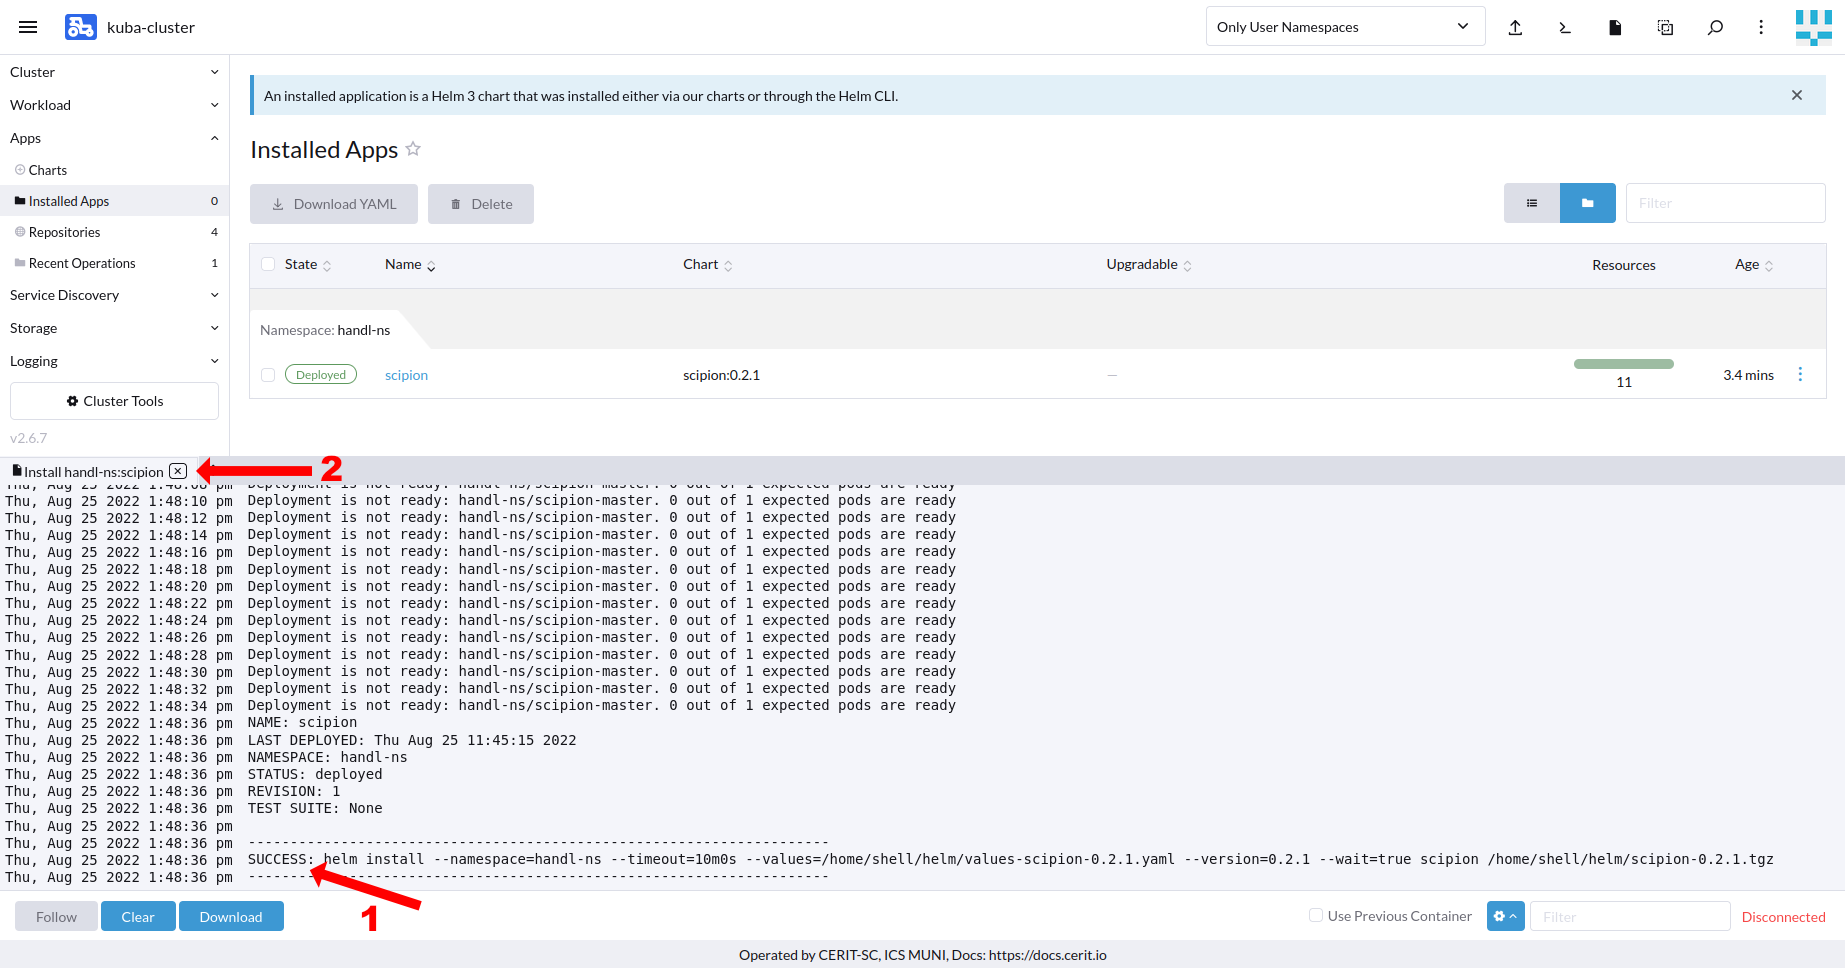 kuba-cluster
Only User Namespaces
Cluster
Workload
Apps
Charts
Installed Apps 0
Repositories 4
Recent Operations 1
Service Discovery
Storage
Logging
Cluster Tools
v2.6.7
An installed application is a Helm 3 chart that was installed either via our charts or through the Helm CLI.
Installed Apps
Download YAML
Delete
Filter
State Name Chart Upgradable Resources Age
Namespace: handl-ns
Deployed scipion scipion:0.2.1 — 11 3.4 mins
Install handl-ns:scipion
2
Thu, Aug 25 2022 1:48:08 pm Deployment is not ready: handl-ns/scipion-master. 0 out of 1 expected pods are ready
Thu, Aug 25 2022 1:48:10 pm Deployment is not ready: handl-ns/scipion-master. 0 out of 1 expected pods are ready
Thu, Aug 25 2022 1:48:12 pm Deployment is not ready: handl-ns/scipion-master. 0 out of 1 expected pods are ready
Thu, Aug 25 2022 1:48:14 pm Deployment is not ready: handl-ns/scipion-master. 0 out of 1 expected pods are ready
Thu, Aug 25 2022 1:48:16 pm Deployment is not ready: handl-ns/scipion-master. 0 out of 1 expected pods are ready
Thu, Aug 25 2022 1:48:18 pm Deployment is not ready: handl-ns/scipion-master. 0 out of 1 expected pods are ready
Thu, Aug 25 2022 1:48:20 pm Deployment is not ready: handl-ns/scipion-master. 0 out of 1 expected pods are ready
Thu, Aug 25 2022 1:48:22 pm Deployment is not ready: handl-ns/scipion-master. 0 out of 1 expected pods are ready
Thu, Aug 25 2022 1:48:24 pm Deployment is not ready: handl-ns/scipion-master. 0 out of 1 expected pods are ready
Thu, Aug 25 2022 1:48:26 pm Deployment is not ready: handl-ns/scipion-master. 0 out of 1 expected pods are ready
Thu, Aug 25 2022 1:48:28 pm Deployment is not ready: handl-ns/scipion-master. 0 out of 1 expected pods are ready
Thu, Aug 25 2022 1:48:30 pm Deployment is not ready: handl-ns/scipion-master. 0 out of 1 expected pods are ready
Thu, Aug 25 2022 1:48:32 pm Deployment is not ready: handl-ns/scipion-master. 0 out of 1 expected pods are ready
Thu, Aug 25 2022 1:48:34 pm Deployment is not ready: handl-ns/scipion-master. 0 out of 1 expected pods are ready
Thu, Aug 25 2022 1:48:36 pm NAME: scipion
Thu, Aug 25 2022 1:48:36 pm LAST DEPLOYED: Thu Aug 25 11:45:15 2022
Thu, Aug 25 2022 1:48:36 pm NAMESPACE: handl-ns
Thu, Aug 25 2022 1:48:36 pm STATUS: deployed
Thu, Aug 25 2022 1:48:36 pm REVISION: 1
Thu, Aug 25 2022 1:48:36 pm TEST SUITE: None
Thu, Aug 25 2022 1:48:36 pm
Thu, Aug 25 2022 1:48:36 pm ---------------------------------------------------------------------
Thu, Aug 25 2022 1:48:36 pm SUCCESS: helm install --namespace=handl-ns --timeout=10m0s --values=/home/shell/helm/values-scipion-0.2.1.yaml --version=0.2.1 --wait=true scipion /home/shell/helm/scipion-0.2.1.tgz
Thu, Aug 25 2022 1:48:36 pm ---------------------------------------------------------------------
1
Follow
Clear
Download
Use Previous Container
Filter
Disconnected
Operated by CERIT-SC, ICS MUNI, Docs: https://docs.cerit.io